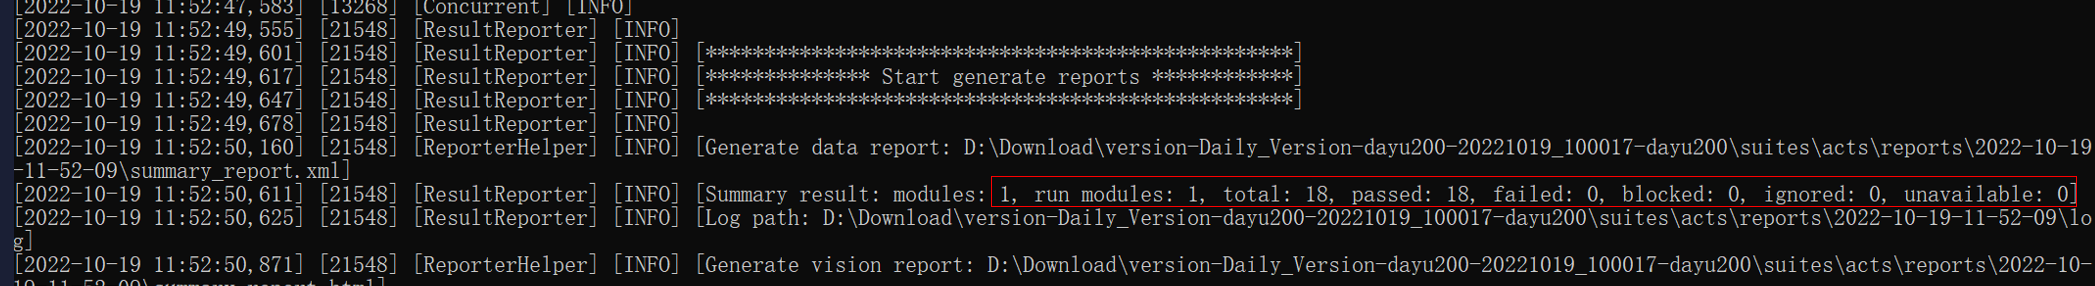 [2022-10-19 11:52:47,583] [13268] [Concurrent] [INFO]
[2022-10-19 11:52:49,555] [21548] [ResultReporter] [INFO]
[2022-10-19 11:52:49,601] [21548] [ResultReporter] [INFO] [**************************************************]
[2022-10-19 11:52:49,617] [21548] [ResultReporter] [INFO] [************** Start generate reports ************]
[2022-10-19 11:52:49,647] [21548] [ResultReporter] [INFO] [**************************************************]
[2022-10-19 11:52:49,678] [21548] [ResultReporter] [INFO]
[2022-10-19 11:52:50,160] [21548] [ReporterHelper] [INFO] [Generate data report: D:\Download\version-Daily_Version-dayu200-20221019_100017-dayu200\suites\acts\reports\2022-10-19
-11-52-09\summary_report.xml]
[2022-10-19 11:52:50,611] [21548] [ResultReporter] [INFO] [Summary result: modules: 1, run modules: 1, total: 18, passed: 18, failed: 0, blocked: 0, ignored: 0, unavailable: 0]
[2022-10-19 11:52:50,625] [21548] [ResultReporter] [INFO] [Log path: D:\Download\version-Daily_Version-dayu200-20221019_100017-dayu200\suites\acts\reports\2022-10-19-11-52-09\lo
g]
[2022-10-19 11:52:50,871] [21548] [ReporterHelper] [INFO] [Generate vision report: D:\Download\version-Daily_Version-dayu200-20221019_100017-dayu200\suites\acts\reports\2022-10-
19-11-52-09\summary_report.html]